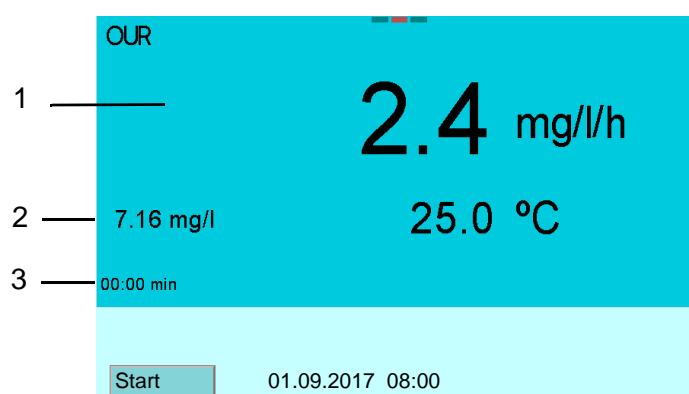 OUR
1
2.4 mg/l/h
2
7.16 mg/l
25.0 ºC
3
00:00 min
Start
01.09.2017 08:00